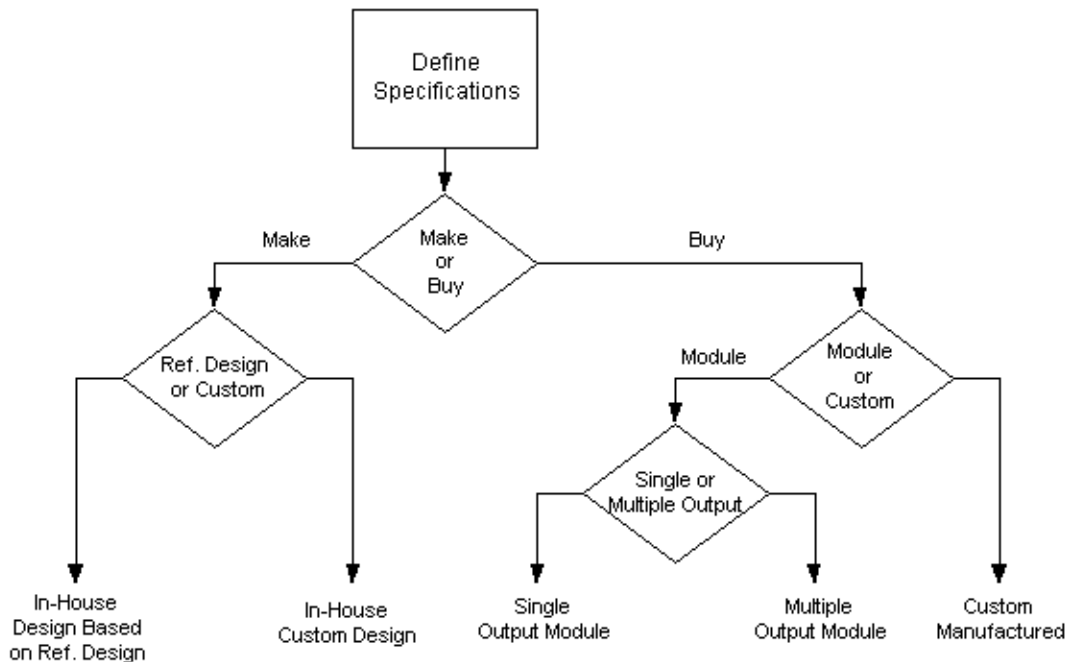 Define
Specifications
Make
Make
or
Buy
Buy
Ref. Design
or Custom
Module
Module
or
Custom
Single or
Multiple Output
In-House
Design Based
on Ref. Design
In-House
Custom Design
Single
Output Module
Multiple
Output Module
Custom
Manufactured